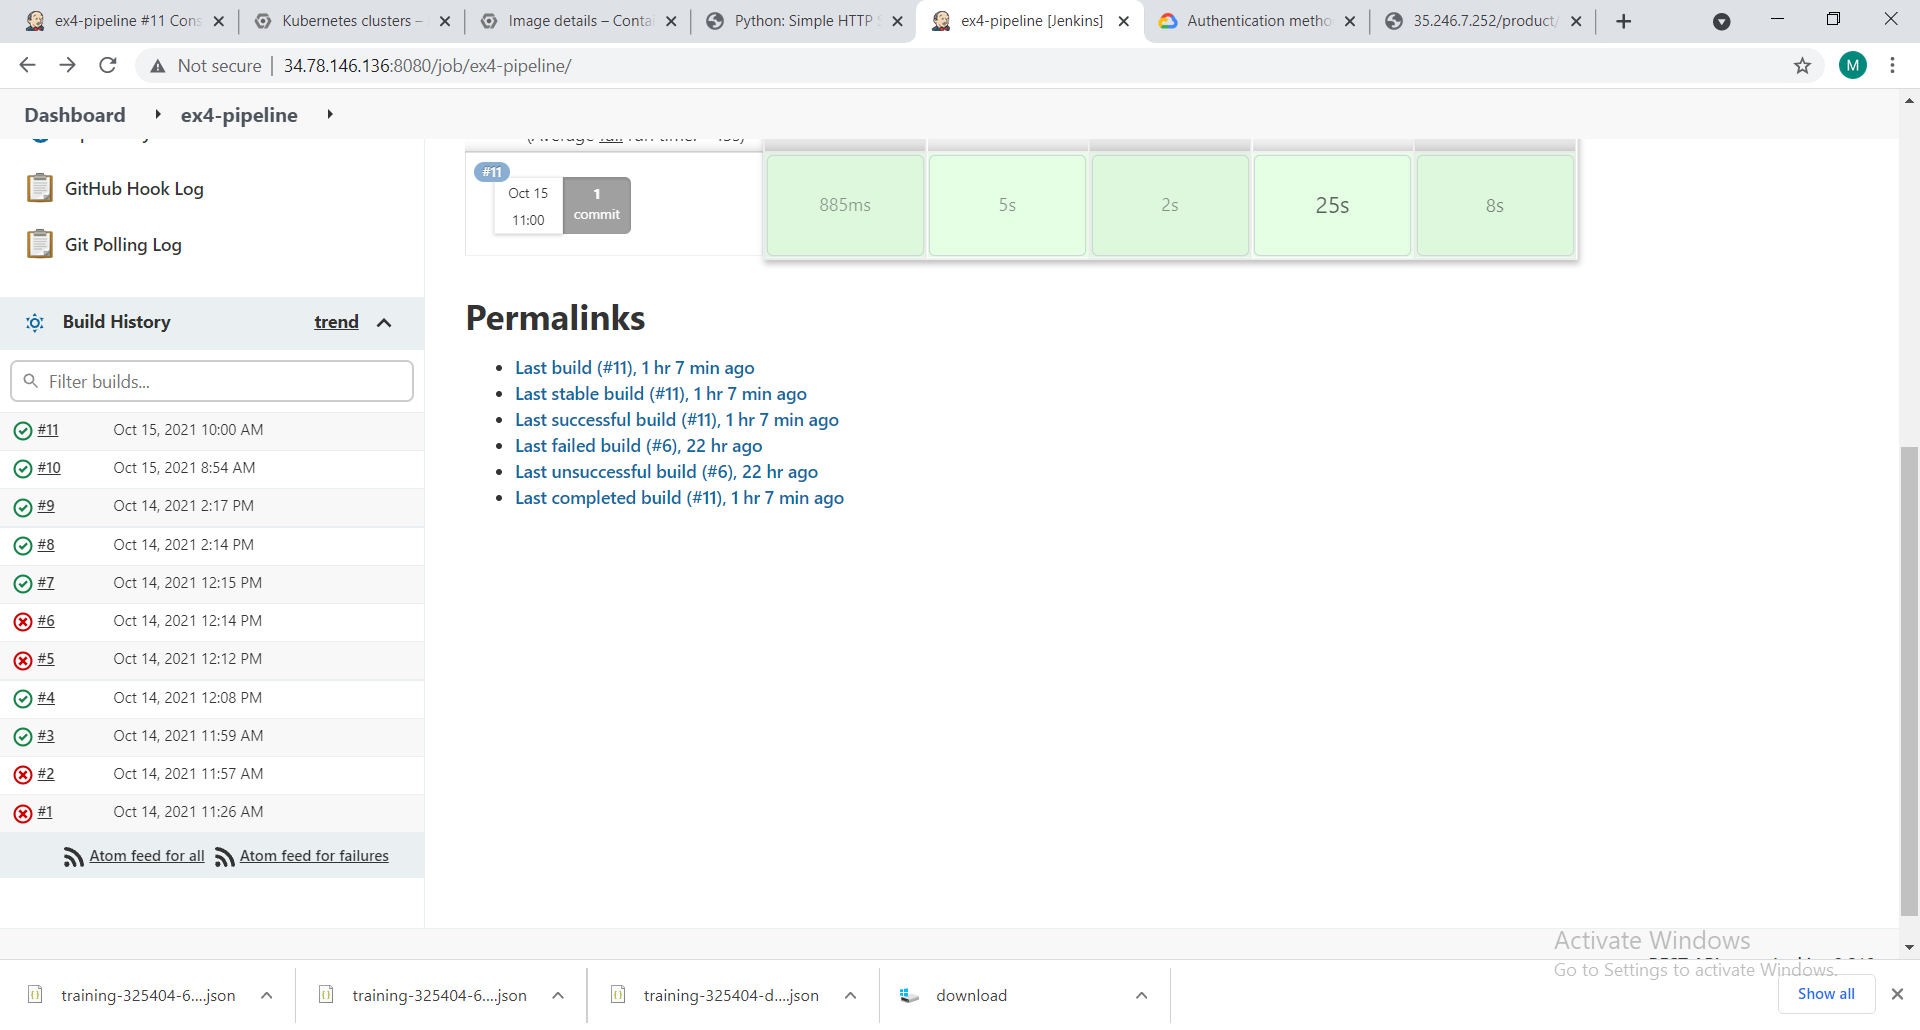 ex4-pipeline #11 Cons
Kubernetes clusters –
Image details – Conta
Python: Simple HTTP S
ex4-pipeline [Jenkins]
Authentication metho
35.246.7.252/product/
Not secure
34.78.146.136:8080/job/ex4-pipeline/
M
Dashboard
ex4-pipeline
GitHub Hook Log
Git Polling Log
Build History
trend
Filter builds...
#11 Oct 15, 2021 10:00 AM
#10 Oct 15, 2021 8:54 AM
#9 Oct 14, 2021 2:17 PM
#8 Oct 14, 2021 2:14 PM
#7 Oct 14, 2021 12:15 PM
#6 Oct 14, 2021 12:14 PM
#5 Oct 14, 2021 12:12 PM
#4 Oct 14, 2021 12:08 PM
#3 Oct 14, 2021 11:59 AM
#2 Oct 14, 2021 11:57 AM
#1 Oct 14, 2021 11:26 AM
Atom feed for all
Atom feed for failures
(Average full run time:
#11
Oct 15
11:00
1
commit
885ms
5s
2s
25s
8s
Permalinks
Last build (#11), 1 hr 7 min ago
Last stable build (#11), 1 hr 7 min ago
Last successful build (#11), 1 hr 7 min ago
Last failed build (#6), 22 hr ago
Last unsuccessful build (#6), 22 hr ago
Last completed build (#11), 1 hr 7 min ago
Activate Windows
Go to Settings to activate Windows.
training-325404-6....json
training-325404-6....json
training-325404-d....json
download
Show all